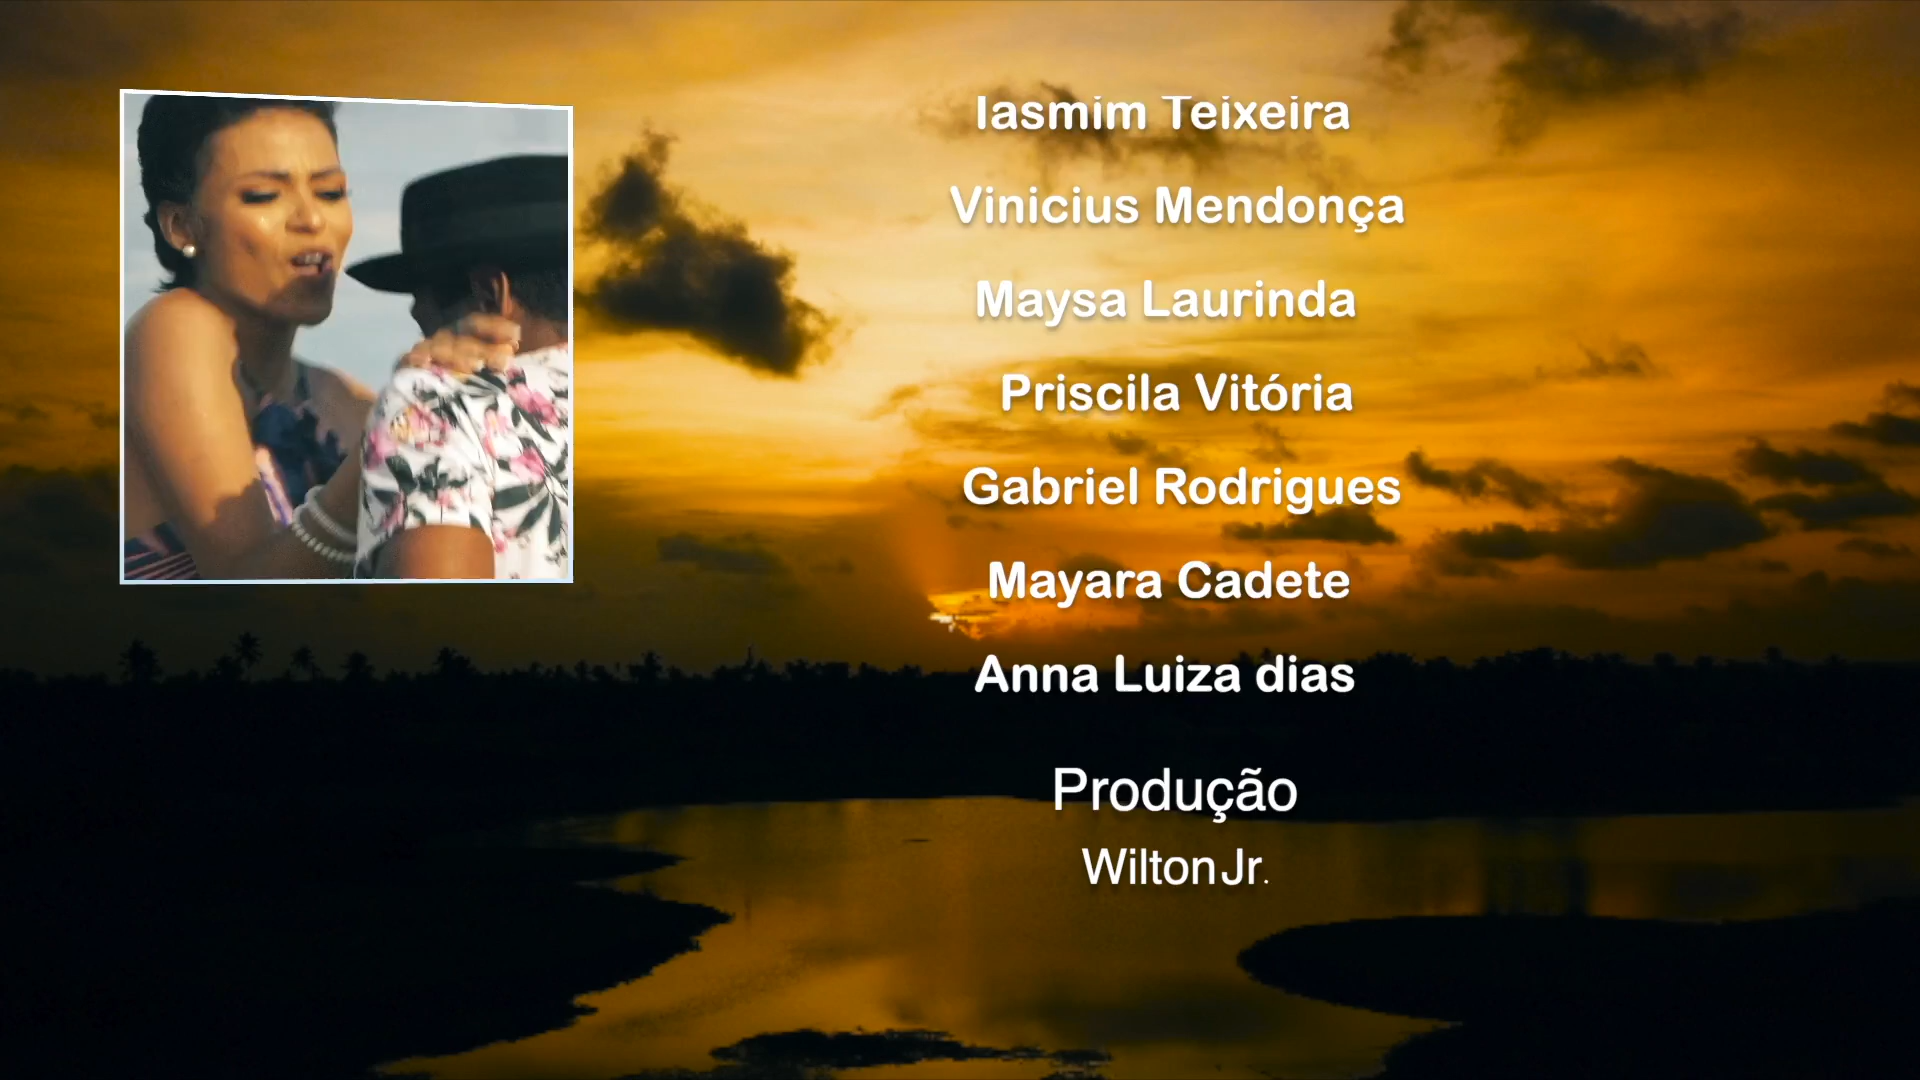 Iasmim Teixeira
Vinicius Mendonça
Maysa Laurinda
Priscila Vitória
Gabriel Rodrigues
Mayara Cadete
Anna Luiza dias
Produção
Wilton Jr.